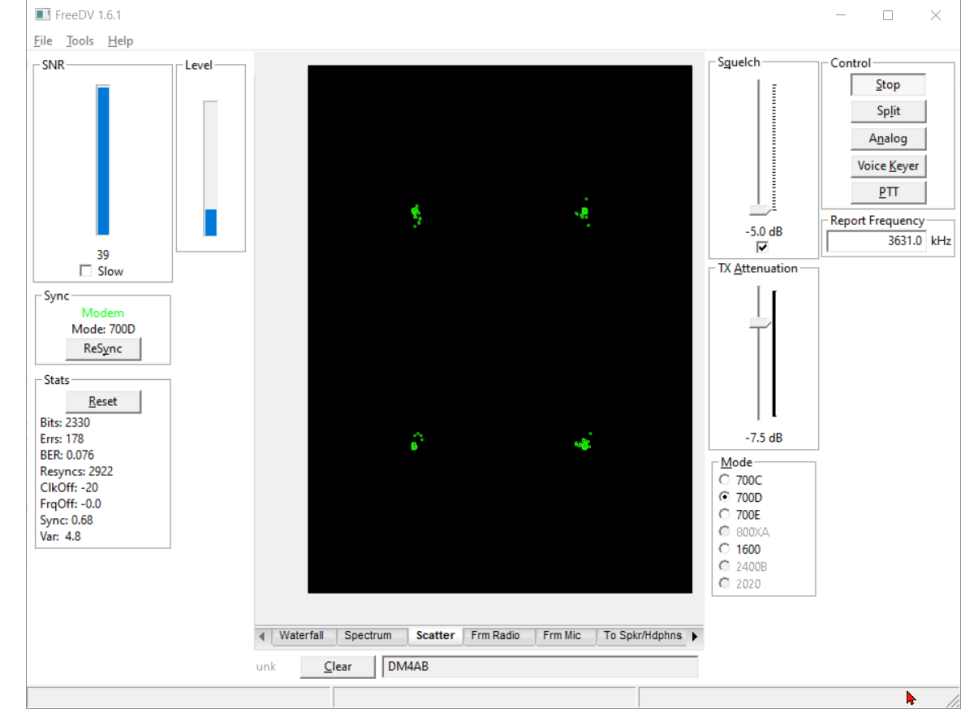 FreeDV 1.6.1
File Tools Help
SNR
39
Slow
Level
Sync
Modem
Mode: 700D
ReSync
Stats
Reset
Bits: 2330
Errs: 178
BER: 0.076
Resyncs: 2922
ClkOff: -20
FrqOff: -0.0
Sync: 0.68
Var: 4.8
Waterfall Spectrum Scatter Frm Radio Frm Mic To Spkr/Hdphns
unk Clear DM4AB
Squelch
-5.0 dB
TX Attenuation
-7.5 dB
Mode
700C
700D
700E
800XA
1600
2400B
2020
Control
Stop
Split
Analog
Voice Keyer
PTT
Report Frequency
3631.0 kHz